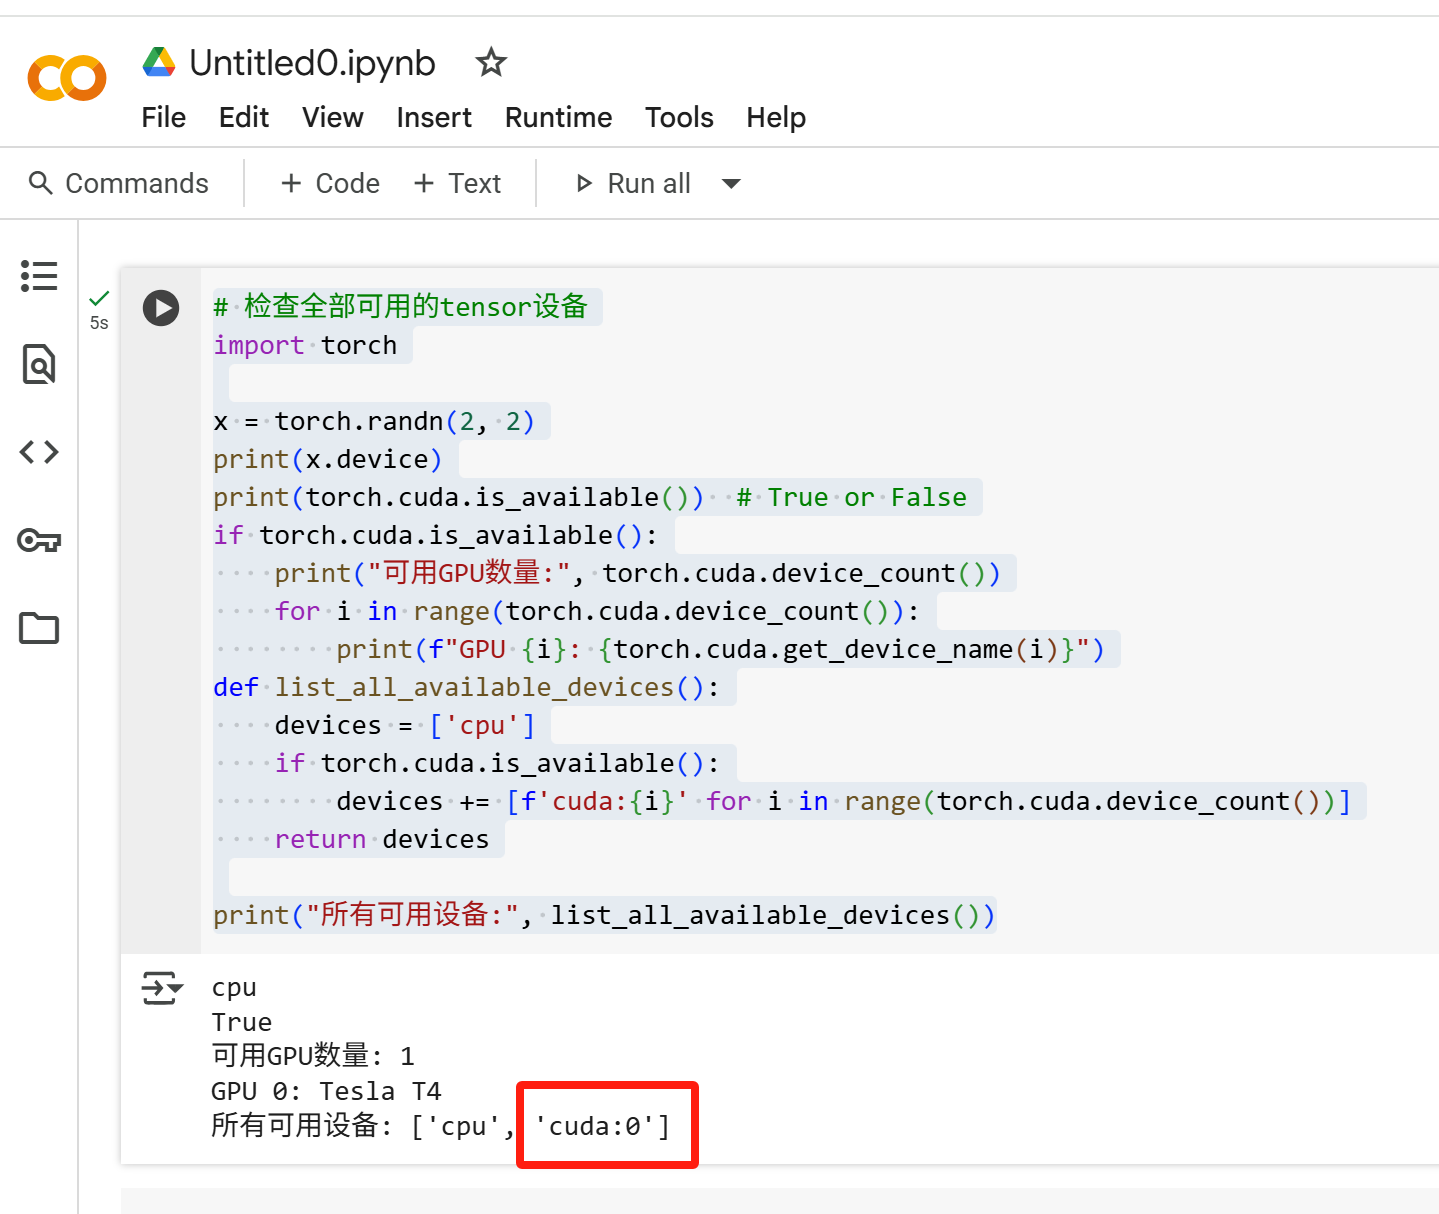 Untitled0.ipynb
File Edit View Insert Runtime Tools Help
Commands + Code + Text Run all
5s
# 检查全部可用的tensor设备
import torch
x = torch.randn(2, 2)
print(x.device)
print(torch.cuda.is_available())  # True or False
if torch.cuda.is_available():
    print("可用GPU数量:", torch.cuda.device_count())
    for i in range(torch.cuda.device_count()):
        print(f"GPU {i}: {torch.cuda.get_device_name(i)}")
def list_all_available_devices():
    devices = ['cpu']
    if torch.cuda.is_available():
        devices += [f'cuda:{i}' for i in range(torch.cuda.device_count())]
    return devices
print("所有可用设备:", list_all_available_devices())
cpu
True
可用GPU数量: 1
GPU 0: Tesla T4
所有可用设备: ['cpu', 'cuda:0']